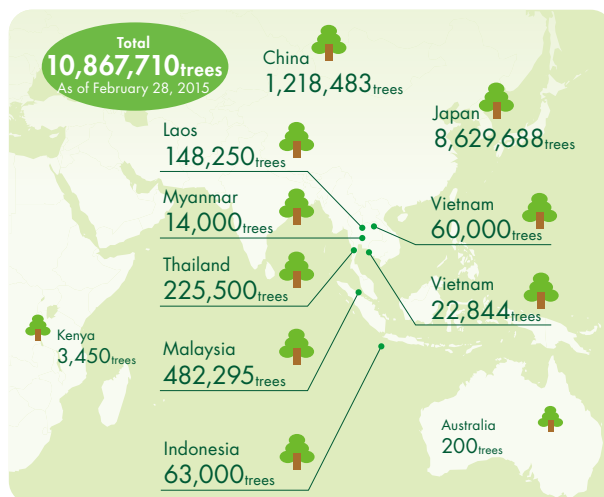 Total
10,867,710trees
As of February 28, 2015
China
1,218,483trees
Japan
8,629,688trees
Laos
148,250trees
Myanmar
14,000trees
Vietnam
60,000trees
Thailand
225,500trees
Vietnam
22,844trees
Kenya
3,450trees
Malaysia
482,295trees
Australia
200trees
Indonesia
63,000trees